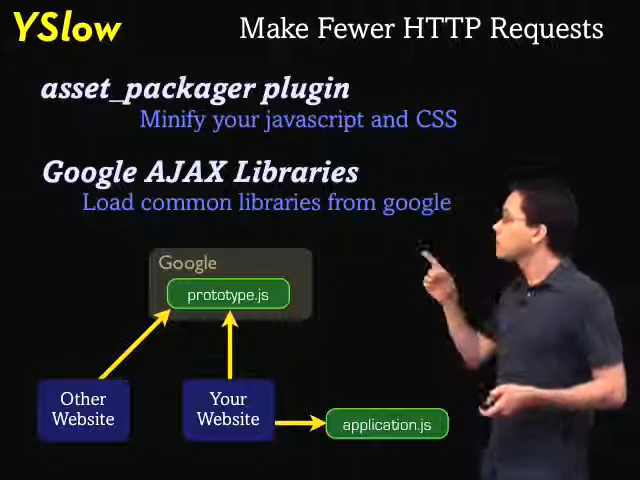 YSlow
Make Fewer HTTP Requests
asset_packager plugin
Minify your javascript and CSS
Google AJAX Libraries
Load common libraries from google
Google
prototype.js
Other
Website
Your
Website
application.js